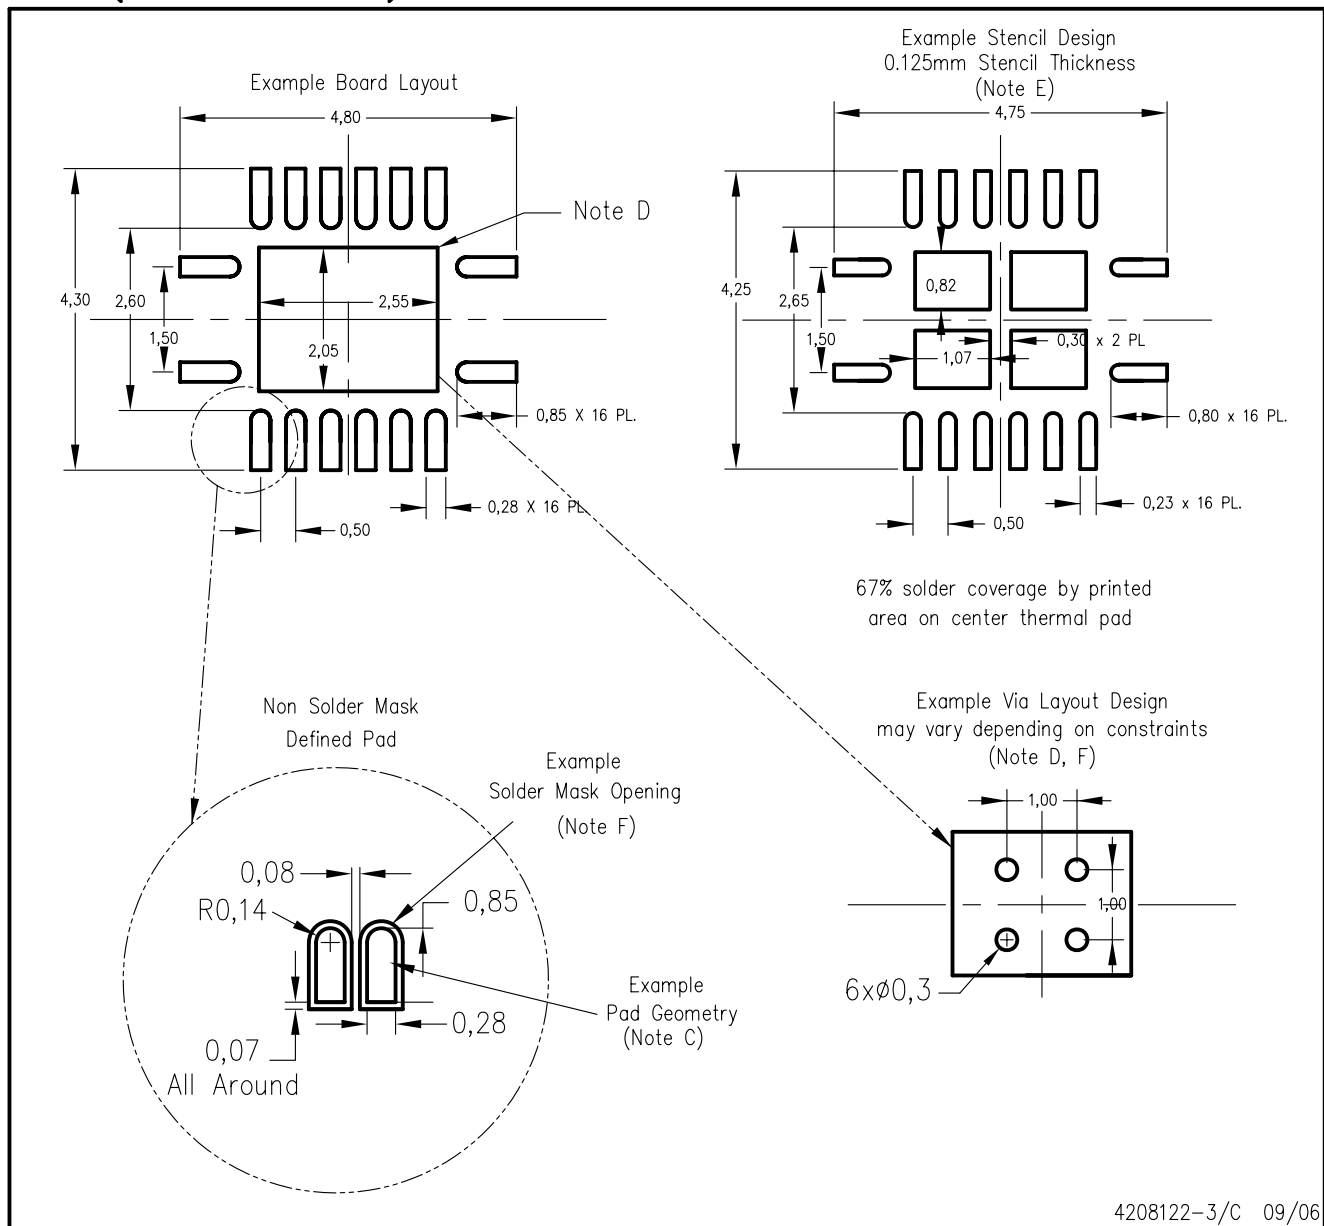 Example Board Layout
4,80
4,30
2,60
1,50
2,55
2,05
Note D
0,85 X 16 PL.
0,28 X 16 PL
0,50
Example Stencil Design
0.125mm Stencil Thickness
(Note E)
4,75
4,25
2,65
1,50
0,82
1,07
0,30 x 2 PL
0,80 x 16 PL.
0,23 x 16 PL.
0,50
67% solder coverage by printed
area on center thermal pad
Non Solder Mask
Defined Pad
Example
Solder Mask Opening
(Note F)
0,08
R0,14
0,85
0,28
0,07
All Around
Example
Pad Geometry
(Note C)
Example Via Layout Design
may vary depending on constraints
(Note D, F)
1,00
1,00
6xø0,3
4208122-3/C 09/06